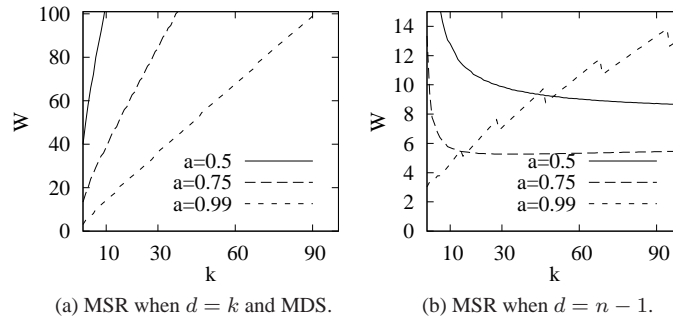 100
80
60
40
20
0
W
10
30
60
90
k
a=0.5
a=0.75
a=0.99
(a) MSR when d = k and MDS.
14
12
10
8
6
4
2
0
W
10
30
60
90
k
a=0.5
a=0.75
a=0.99
(b) MSR when d = n − 1.